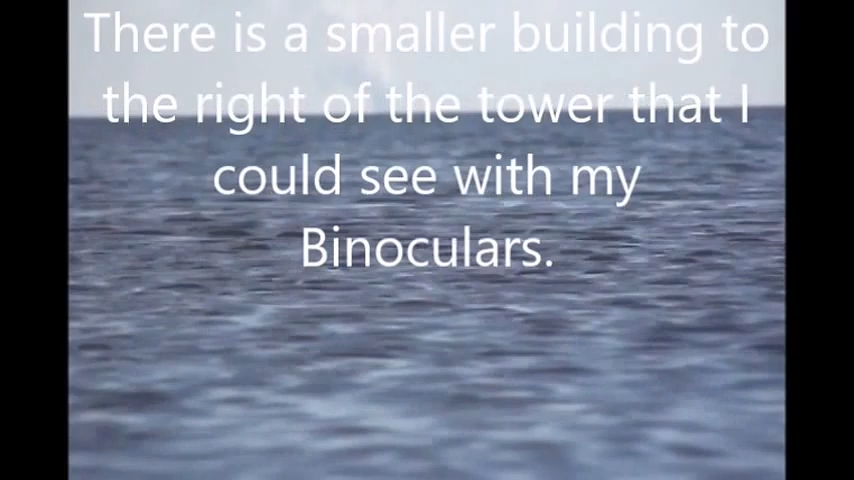 There is a smaller building to
the right of the tower that I
could see with my
Binoculars.